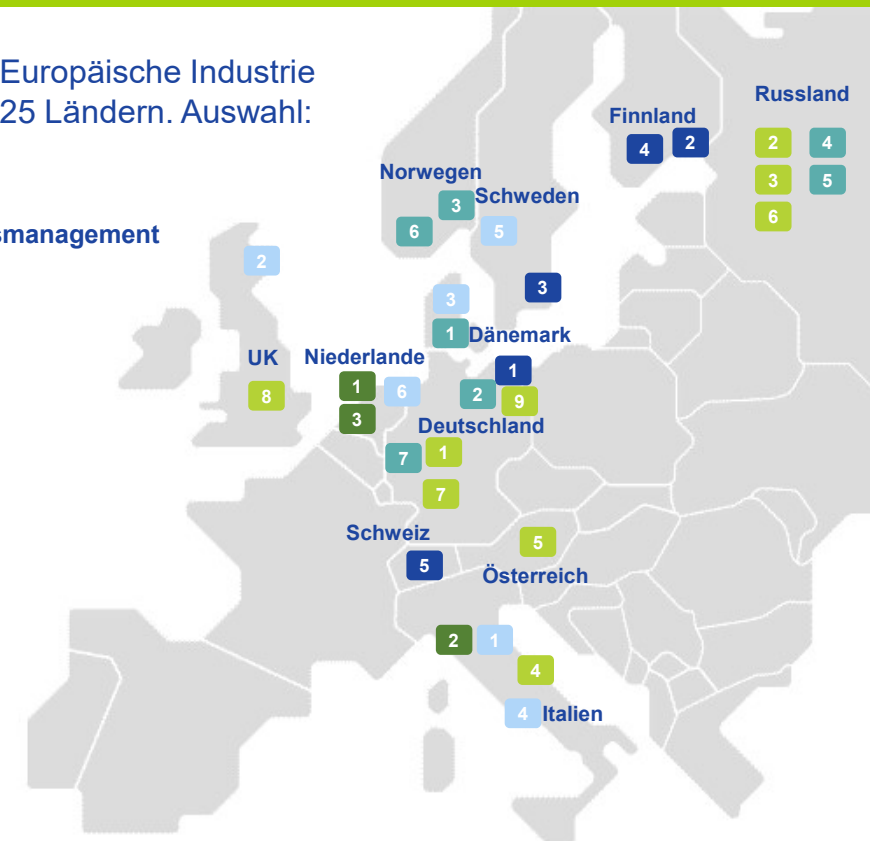 Europäische Industrie
25 Ländern. Auswahl:
smanagement
Russland
2 4
3 5
6
Finnland
4 2
Norwegen
3
6
Schweden
5
3
2
UK
8
3
1 Dänemark
Niederlande
1 6
3
1
2 9
Deutschland
7 1
7
Schweiz
5
5
Österreich
2 1
4
4 Italien